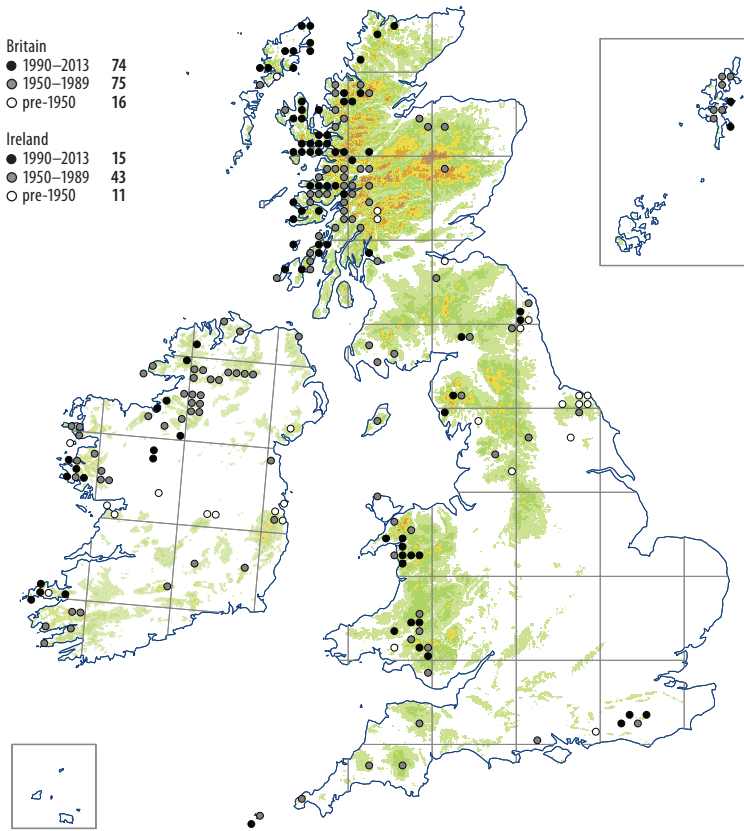 Britain
1990–2013 74
1950–1989 75
pre-1950 16
Ireland
1990–2013 15
1950–1989 43
pre-1950 11